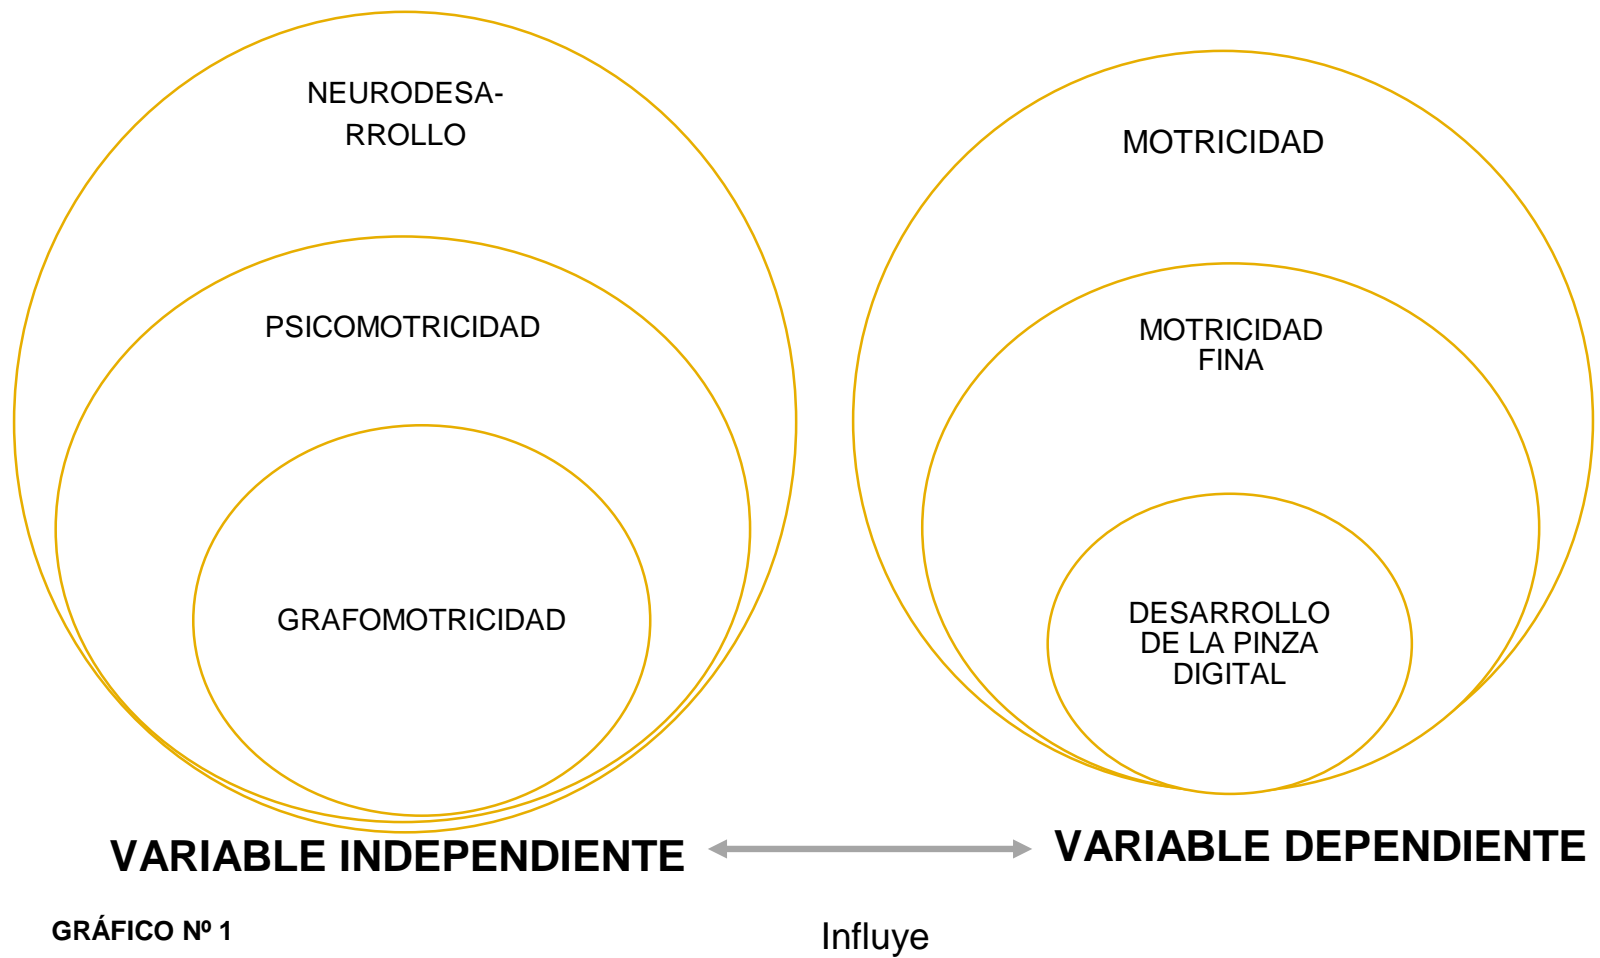 NEURODESA-
RROLLO
PSICOMOTRICIDAD
GRAFOMOTRICIDAD
MOTRICIDAD
MOTRICIDAD
FINA
DESARROLLO
DE LA PINZA
DIGITAL
VARIABLE INDEPENDIENTE
VARIABLE DEPENDIENTE
GRÁFICO Nº 1
Influye